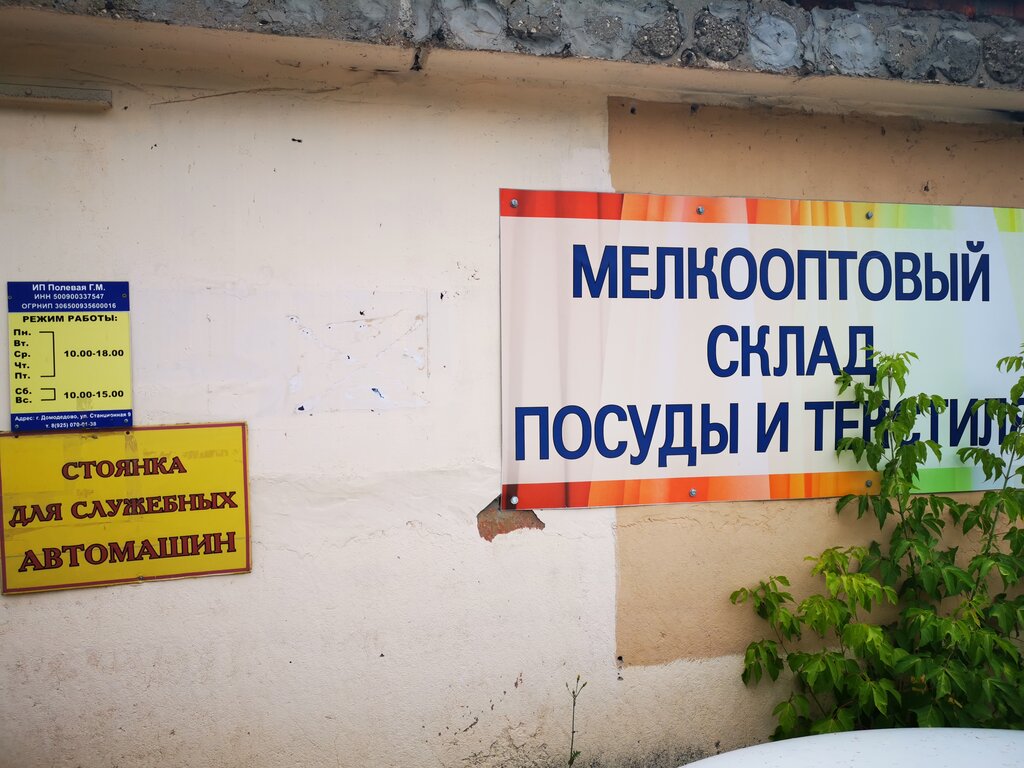 ИП Полевая Г.М.
ИНН 500900337547
ОГРНИП 306500935600016
РЕЖИМ РАБОТЫ:
Пн.
Вт.
Ср. 10.00-18.00
Чт.
Пт.
Сб. 10.00-15.00
Вс.
Адрес: г. Домодедово, ул. Станционная 9
т. 8(925) 070-01-38
СТОЯНКА
ДЛЯ СЛУЖЕБНЫХ
АВТОМАШИН
МЕЛКООПТОВЫЙ
СКЛАД
ПОСУДЫ И ТЕКСТИЛЯ